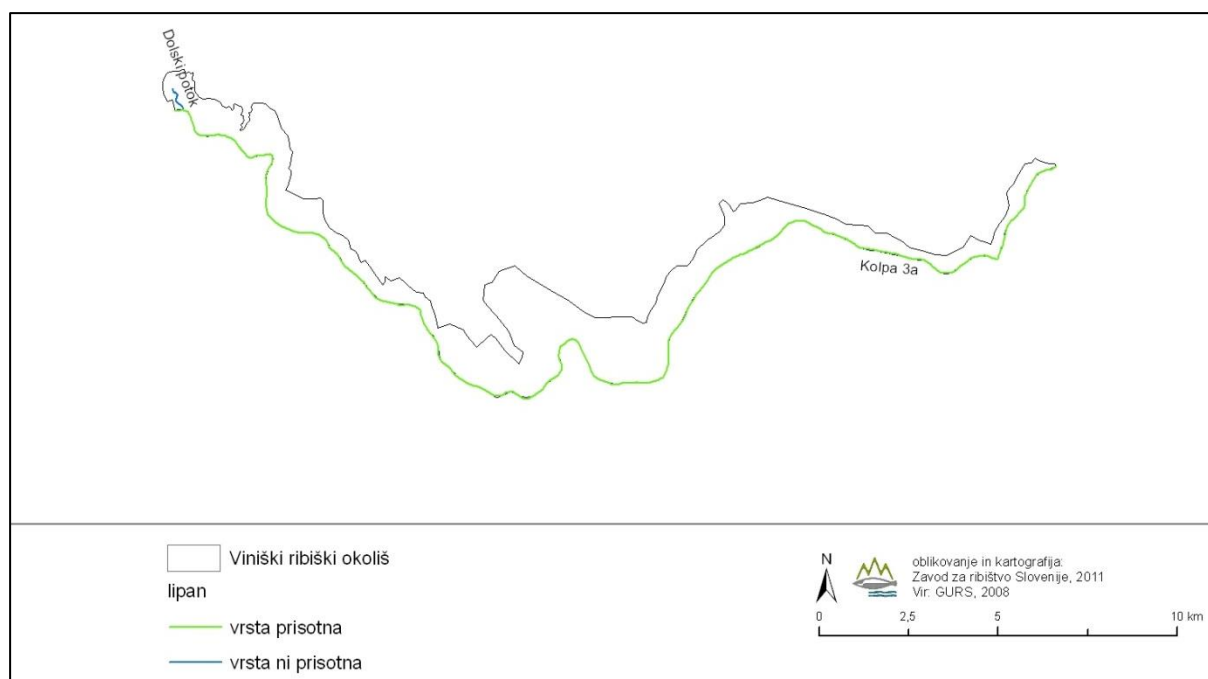 Dolski potok
Kolpa 3a
Viniški ribiški okoliš
lipan
vrsta prisotna
vrsta ni prisotna
N
oblikovanje in kartografija:
Zavod za ribištvo Slovenije, 2011
Vir: GURS, 2008
0 2,5 5 10 km